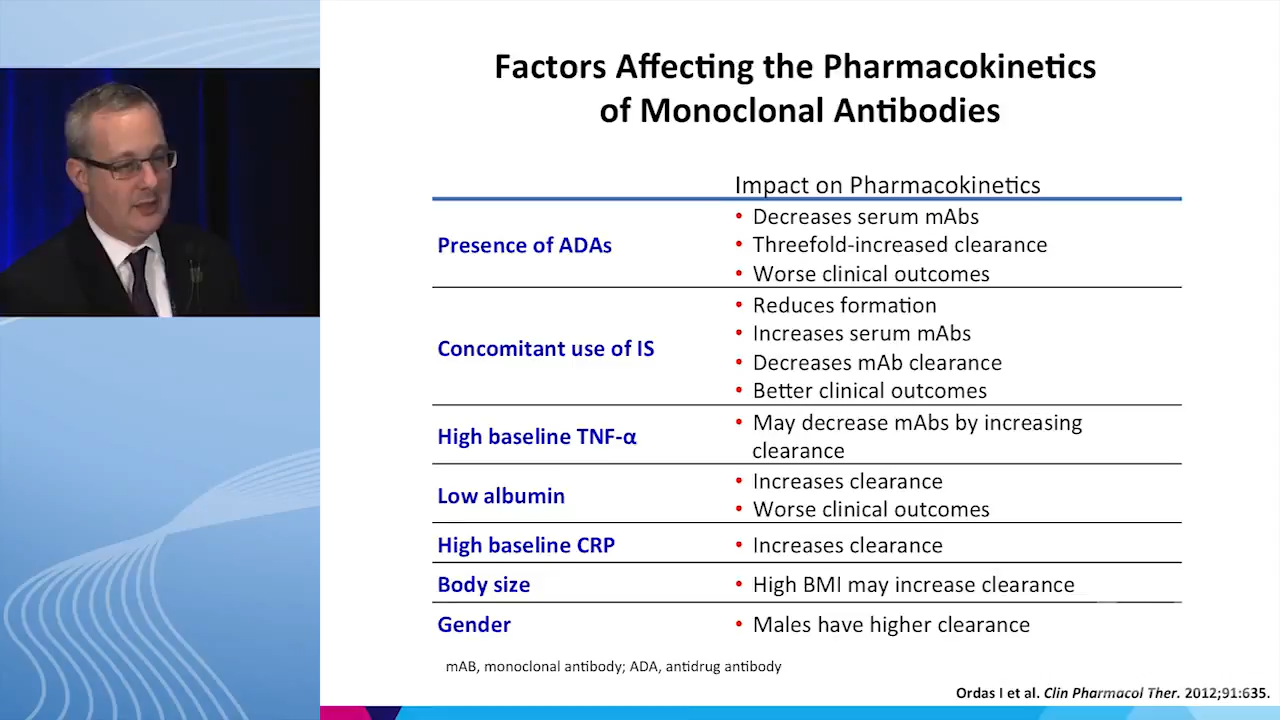 Factors Affecting the Pharmacokinetics
of Monoclonal Antibodies
Impact on Pharmacokinetics
Presence of ADAs
• Decreases serum mAbs
• Threefold-increased clearance
• Worse clinical outcomes
Concomitant use of IS
• Reduces formation
• Increases serum mAbs
• Decreases mAb clearance
• Better clinical outcomes
High baseline TNF-α
• May decrease mAbs by increasing
clearance
Low albumin
• Increases clearance
• Worse clinical outcomes
High baseline CRP
• Increases clearance
Body size
• High BMI may increase clearance
Gender
• Males have higher clearance
mAB, monoclonal antibody; ADA, antidrug antibody
Ordas I et al. Clin Pharmacol Ther. 2012;91:635.